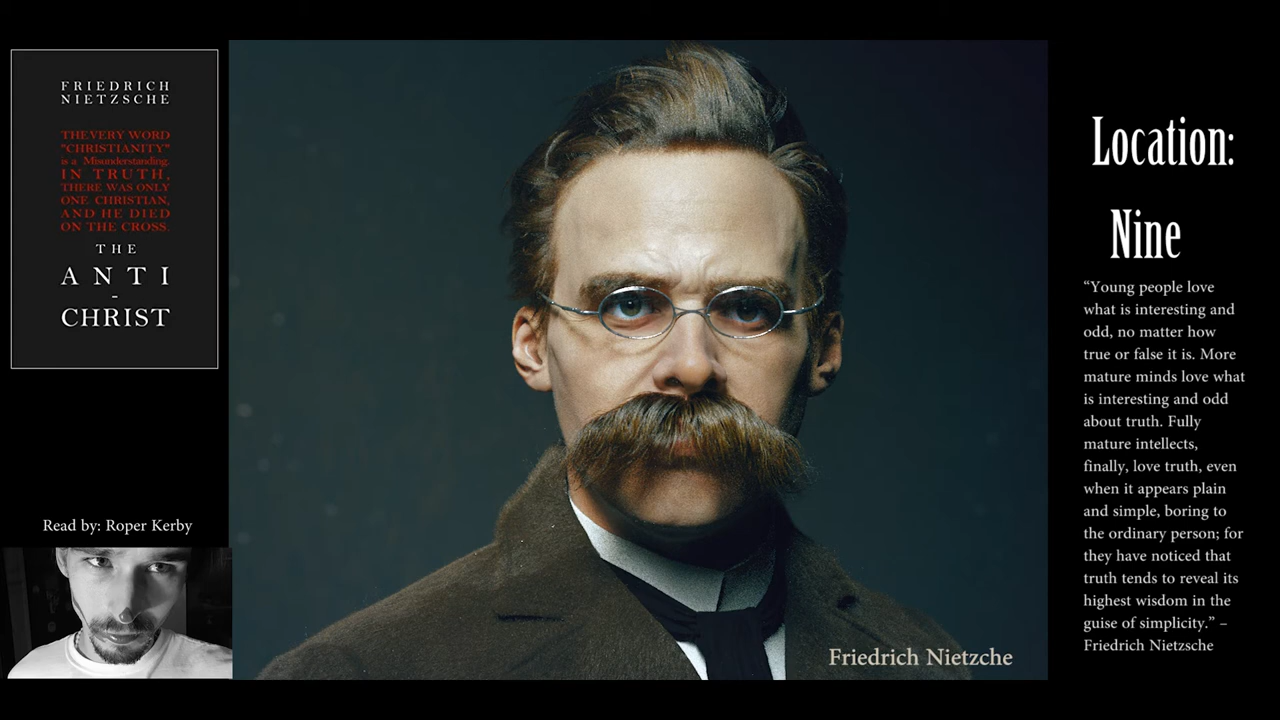 FRIEDRICH
NIETZSCHE
THEVERY WORD
"CHRISTIANITY"
is a Misunderstanding.
IN TRUTH,
THERE WAS ONLY
ONE CHRISTIAN,
AND HE DIED
ON THE CROSS.
THE
ANTI
-
CHRIST
Read by: Roper Kerby
Friedrich Nietzche
Location:
Nine
“Young people love
what is interesting and
odd, no matter how
true or false it is. More
mature minds love what
is interesting and odd
about truth. Fully
mature intellects,
finally, love truth, even
when it appears plain
and simple, boring to
the ordinary person; for
they have noticed that
truth tends to reveal its
highest wisdom in the
guise of simplicity.” –
Friedrich Nietzsche